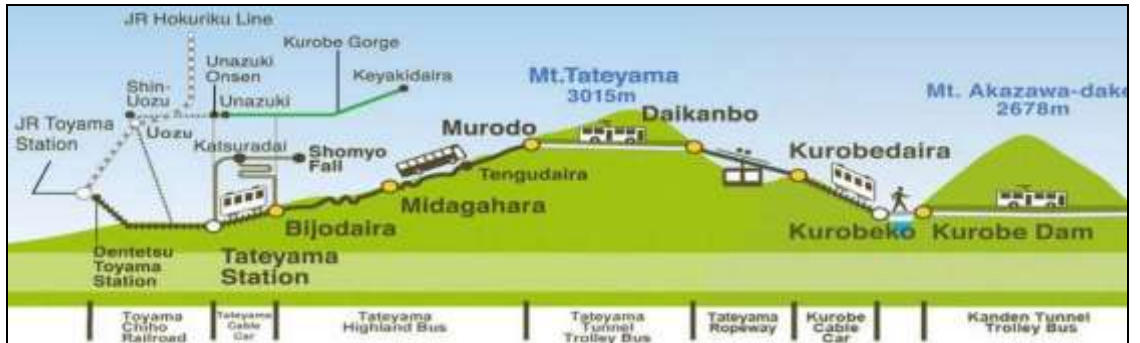 JR Hokuriku Line
Kurobe Gorge
Unazuki
Onsen
Keyakidaira
Shin-
Uozu
Unazuki
Mt.Tateyama
3015m
Mt. Akazawa-dake
2678m
JR Toyama
Station
Uozu
Katsuradai
Shomyo
Fall
Murodo
Daikanbo
Tengudaira
Kurobedaira
Midagahara
Bijodaira
Kurobeko
Kurobe Dam
Dentetsu
Toyama
Station
Tateyama
Station
Toyama
Chiho
Railroad
Tateyama
Cable
Car
Tateyama
Highland Bus
Tateyama
Tunnel
Trolley Bus
Tateyama
Ropeway
Kurobe
Cable
Car
Kanden Tunnel
Trolley Bus